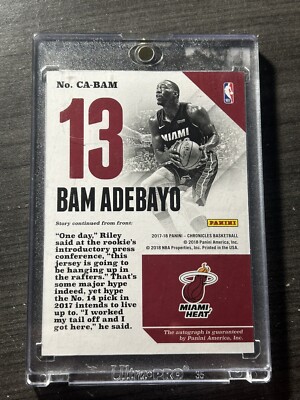 No. CA-BAM
13
MIAMI
13
BAM ADEBAYO
PANINI
Story continued from front:
2017-18 PANINI - CHRONICLES BASKETBALL
© 2018 Panini America, Inc.
© 2018 NBA Properties, Inc. Printed in the USA.
"One day," Riley
said at the rookie's
introductory press
conference, "this
jersey is going to
be hanging up in
the rafters." That's
some major hype
indeed, yet hype
the No. 14 pick in
2017 intends to live
up to. "I worked
my tail off and I
got here," he said.
MIAMI
HEAT
The autograph is guaranteed
by Panini America, Inc.
Ultra•PRO
35